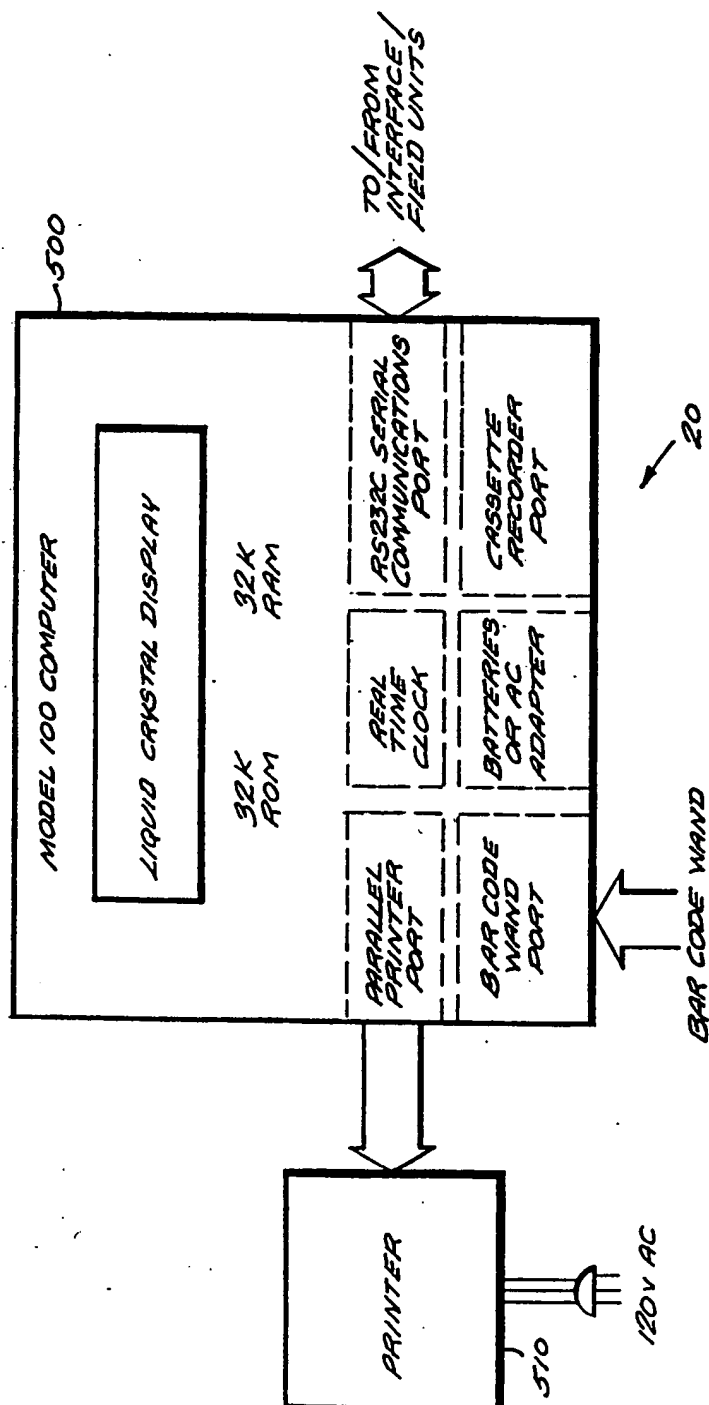 MODEL 100 COMPUTER
500
LIQUID CRYSTAL DISPLAY
32K
ROM
32K
RAM
PARALLEL
PRINTER
PORT
REAL
TIME
CLOCK
RS232C SERIAL
COMMUNICATIONS
PORT
BAR CODE
WAND
PORT
BATTERIES
OR AC
ADAPTER
CASSETTE
RECORDER
PORT
TO/FROM
INTERFACE/
FIELD UNITS
PRINTER
510
120V AC
BAR CODE WAND
20